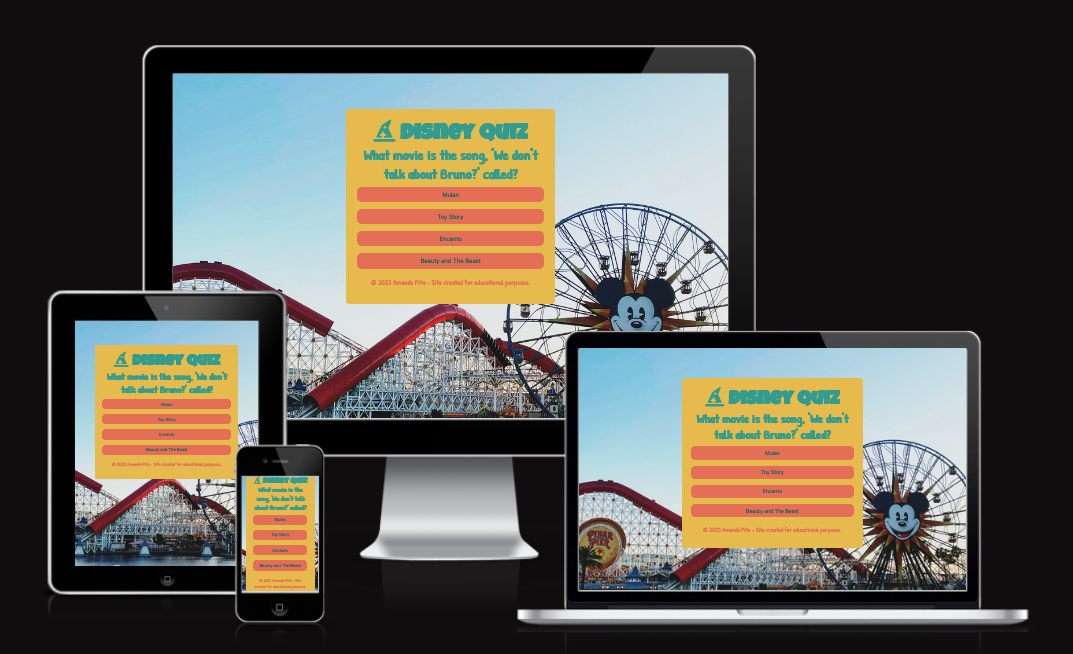 DISNEY QUIZ
What movie is the song, 'We don't
talk about Bruno?' called?
Mulan
Toy Story
Encanto
Beauty and The Beast
© 2023 Amanda Pita - Site created for educational purposes.
DISNEY QUIZ
What movie is the song, 'We don't
talk about Bruno?' called?
Mulan
Toy Story
Encanto
Beauty and The Beast
© 2023 Amanda Pita - Site created for educational purposes.
DISNEY QUIZ
What movie is the
song, 'We don't talk
about Bruno?' called?
Mulan
Toy Story
Encanto
Beauty and The Beast
© 2023 Amanda Pita - Site
created for educational purposes.
DISNEY QUIZ
What movie is the song, 'We don't
talk about Bruno?' called?
Mulan
Toy Story
Encanto
Beauty and The Beast
© 2023 Amanda Pita - Site created for educational purposes.